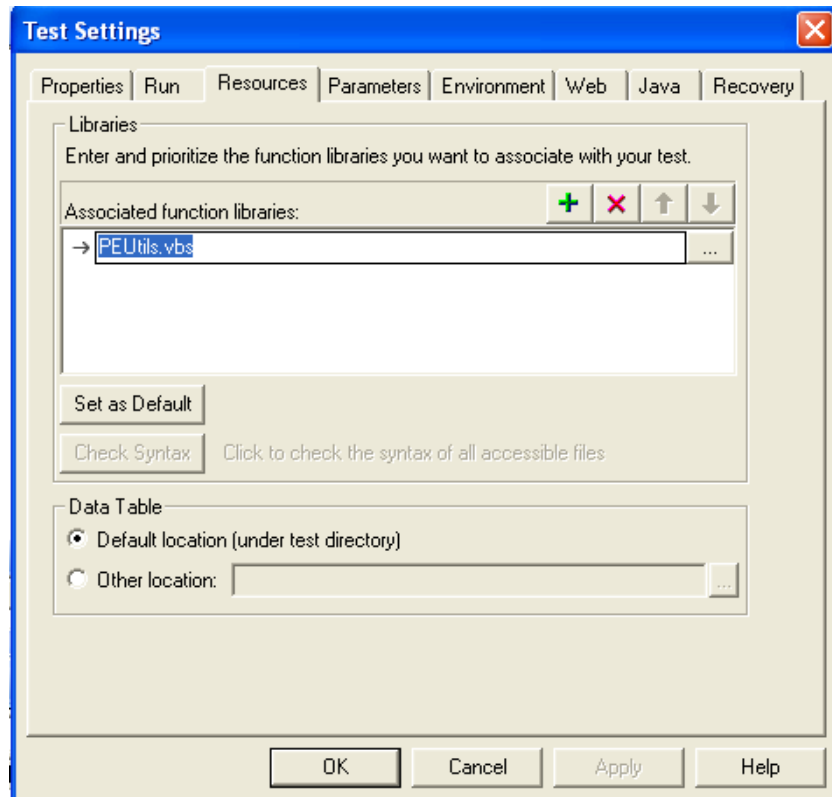 Test Settings
Properties Run Resources Parameters Environment Web Java Recovery
Libraries
Enter and prioritize the function libraries you want to associate with your test.
Associated function libraries:
PEUtils.vbs ...
Set as Default
Check Syntax Click to check the syntax of all accessible files
Data Table
Default location (under test directory)
Other location: ...
OK Cancel Apply Help